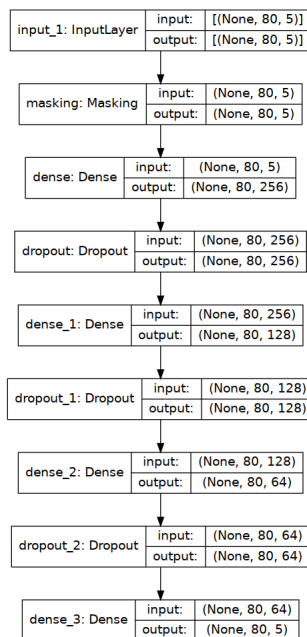 input_1: InputLayer input: [(None, 80, 5)]
output: [(None, 80, 5)]
masking: Masking input: (None, 80, 5)
output: (None, 80, 5)
dense: Dense input: (None, 80, 5)
output: (None, 80, 256)
dropout: Dropout input: (None, 80, 256)
output: (None, 80, 256)
dense_1: Dense input: (None, 80, 256)
output: (None, 80, 128)
dropout_1: Dropout input: (None, 80, 128)
output: (None, 80, 128)
dense_2: Dense input: (None, 80, 128)
output: (None, 80, 64)
dropout_2: Dropout input: (None, 80, 64)
output: (None, 80, 64)
dense_3: Dense input: (None, 80, 64)
output: (None, 80, 5)